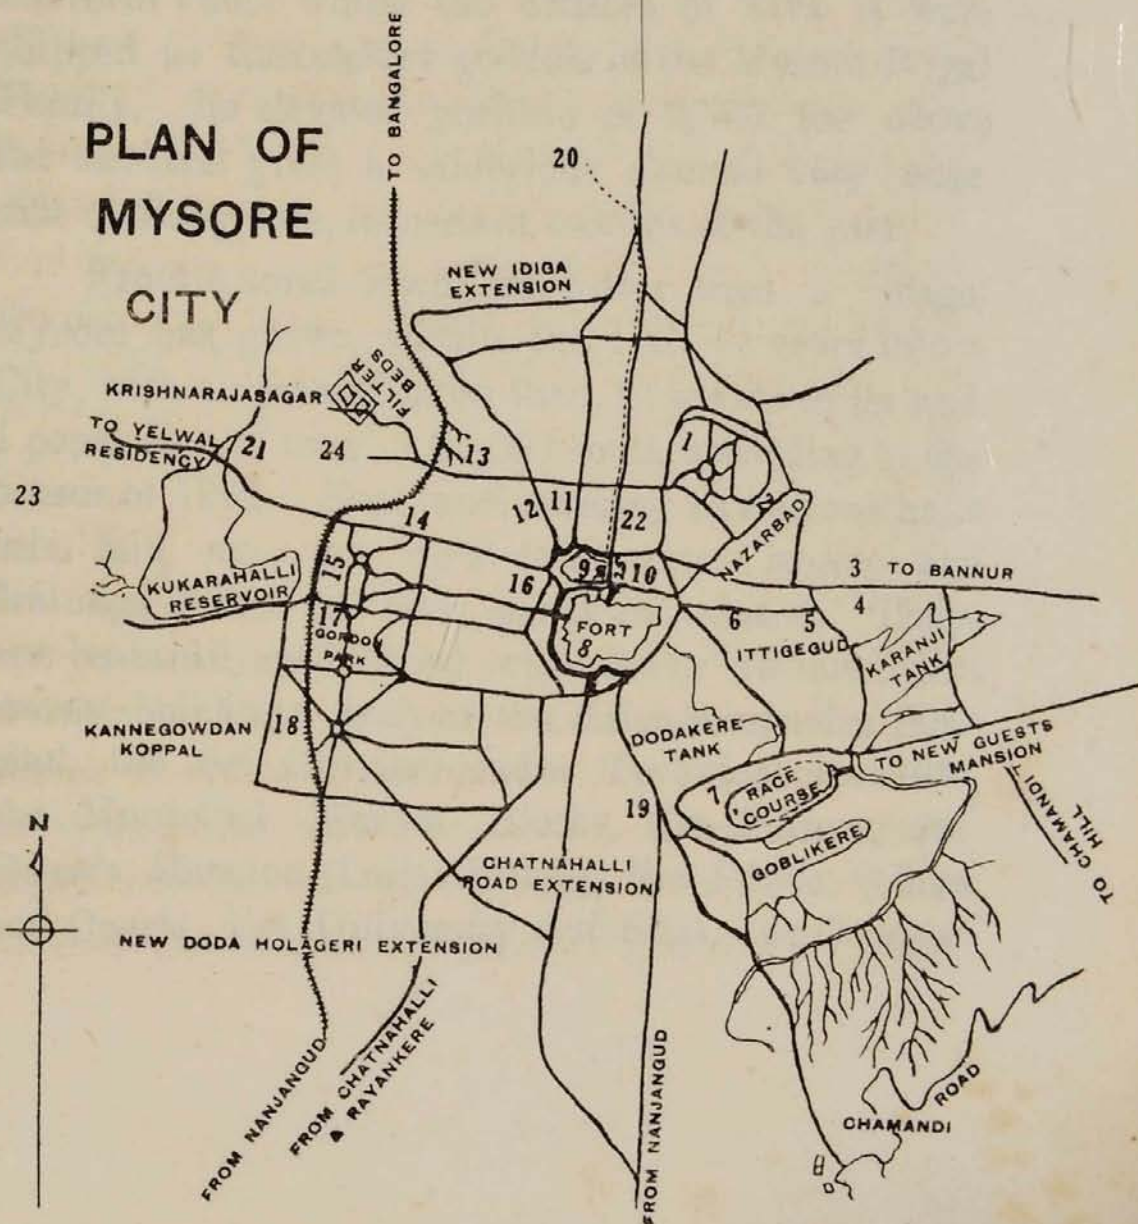 PLAN OF
MYSORE
CITY
TO BANGALORE
20
NEW IDIGA
EXTENSION
FILTER
BEDS
KRISHNARAJASAGAR
TO YELWAL
RESIDENCY
21
24
13
1
2
23
12
11
22
14
NAZARBAD
15
9
10
3
TO BANNUR
KUKARAHALLI
RESERVOIR
16
4
17
GORDON
PARK
FORT
8
6
5
ITTIGEGUD
KARANJI
TANK
KANNEGOWDAN
KOPPAL
18
DODAKERE
TANK
TO NEW GUESTS
MANSION
7
RACE
COURSE
19
TO CHAMANDI
HILL
GOBLIKERE
N
CHATNAHALLI
ROAD EXTENSION
NEW DODA HOLAGERI EXTENSION
FROM NANJANGUD
FROM CHATNAHALLI
& RAYANKERE
FROM NANJANGUD
CHAMANDI
ROAD